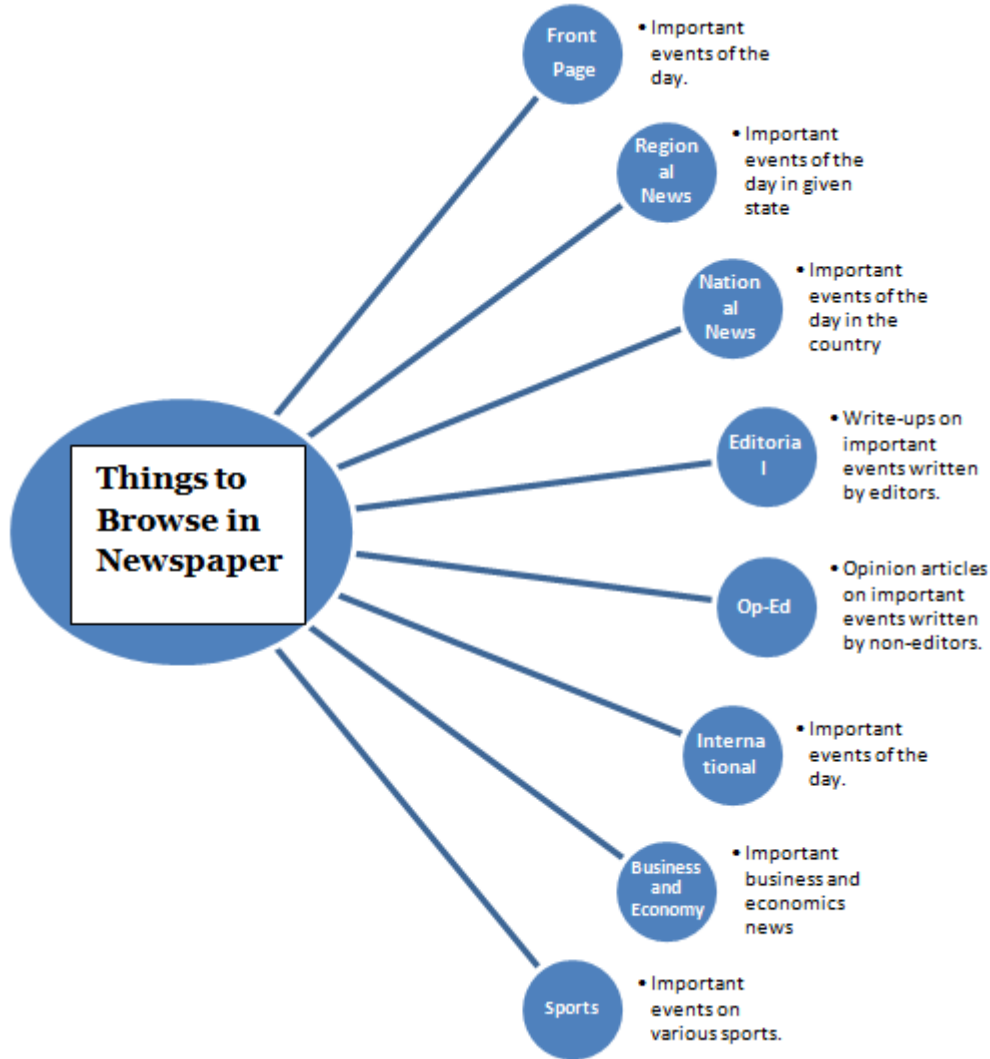 Front
Page
• Important
events of the
day.
Region
al
News
• Important
events of the
day in given
state
Nation
al
News
• Important
events of the
day in the
country
Things to
Browse in
Newspaper
Editoria
l
• Write-ups on
important
events written
by editors.
Op-Ed
• Opinion articles
on important
events written
by non-editors.
Interna
tional
• Important
events of the
day.
Business
and
Economy
• Important
business and
economics
news
Sports
• Important
events on
various sports.